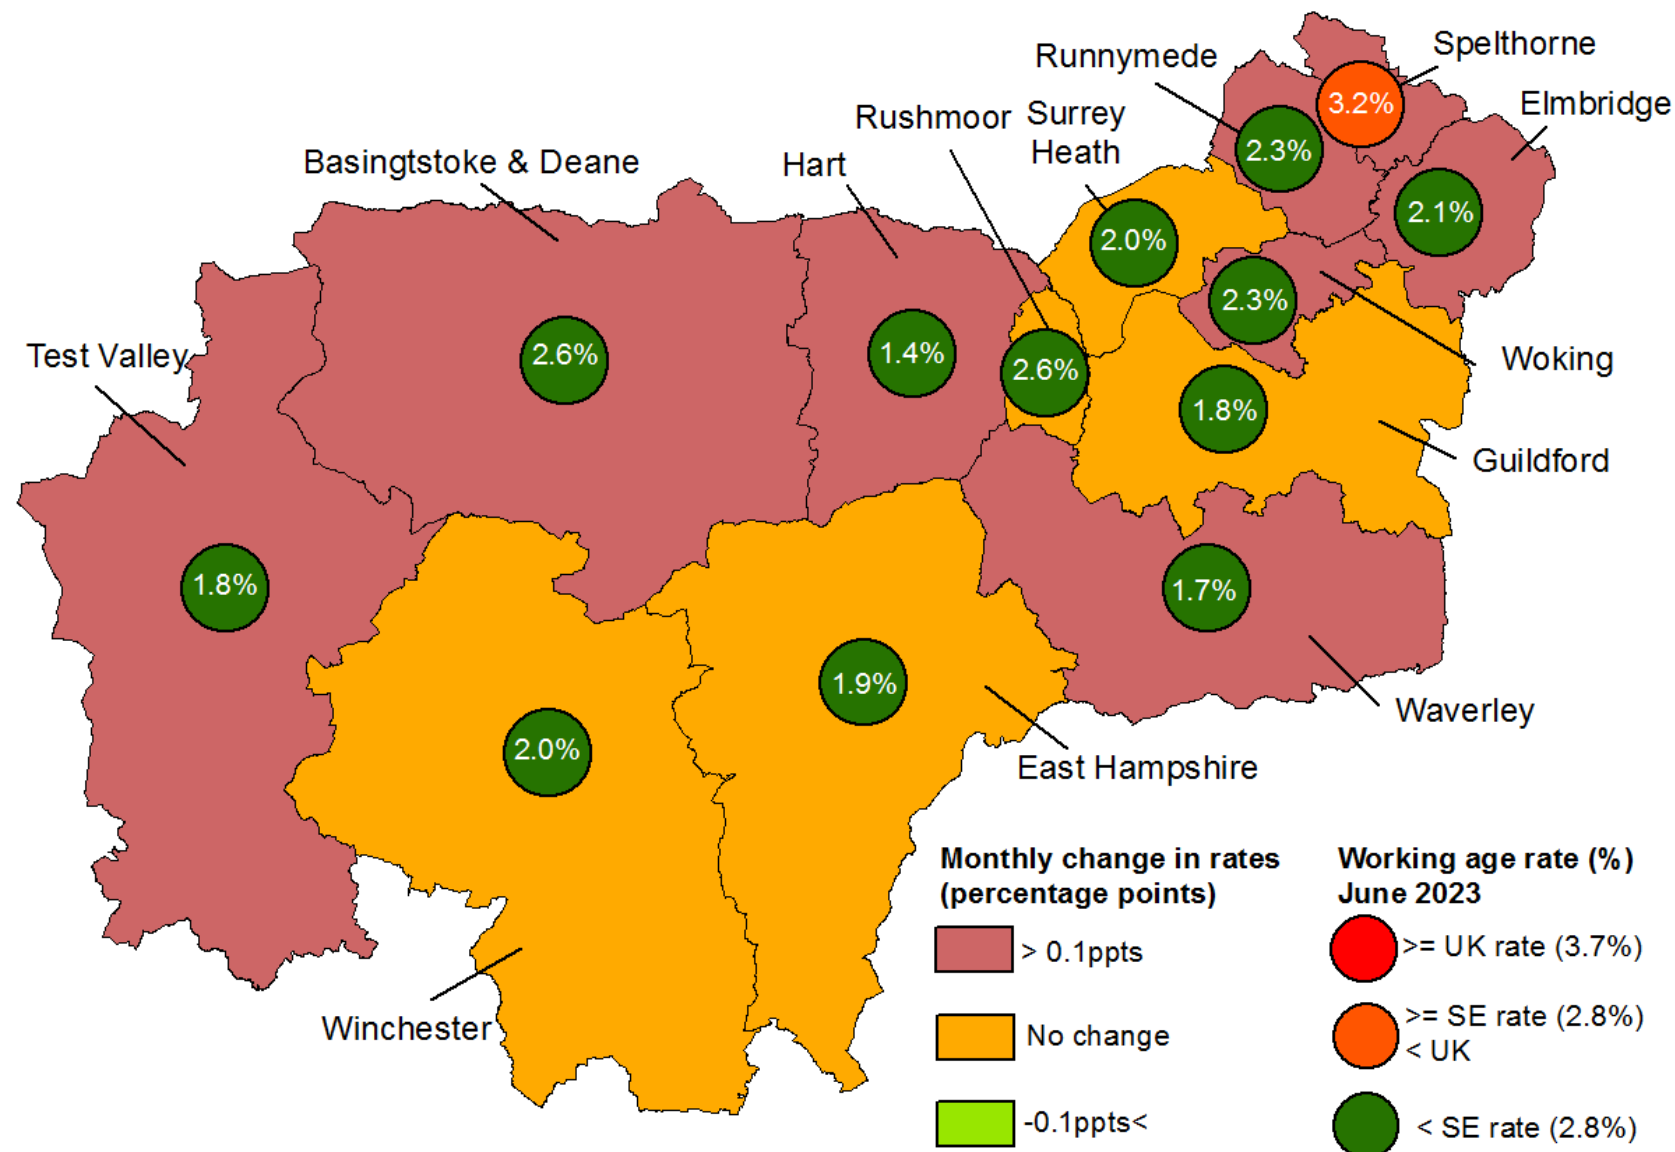 Spelthorne
Runnymede
3.2%
Elmbridge
Rushmoor
Surrey
Heath
2.3%
Basingtstoke & Deane
Hart
2.1%
2.0%
2.3%
Test Valley
2.6%
1.4%
2.6%
Woking
1.8%
Guildford
1.8%
1.7%
1.9%
Waverley
2.0%
East Hampshire
Winchester
Monthly change in rates
(percentage points)
> 0.1ppts
No change
-0.1ppts<
Working age rate (%)
June 2023
>= UK rate (3.7%)
>= SE rate (2.8%)
< UK
< SE rate (2.8%)